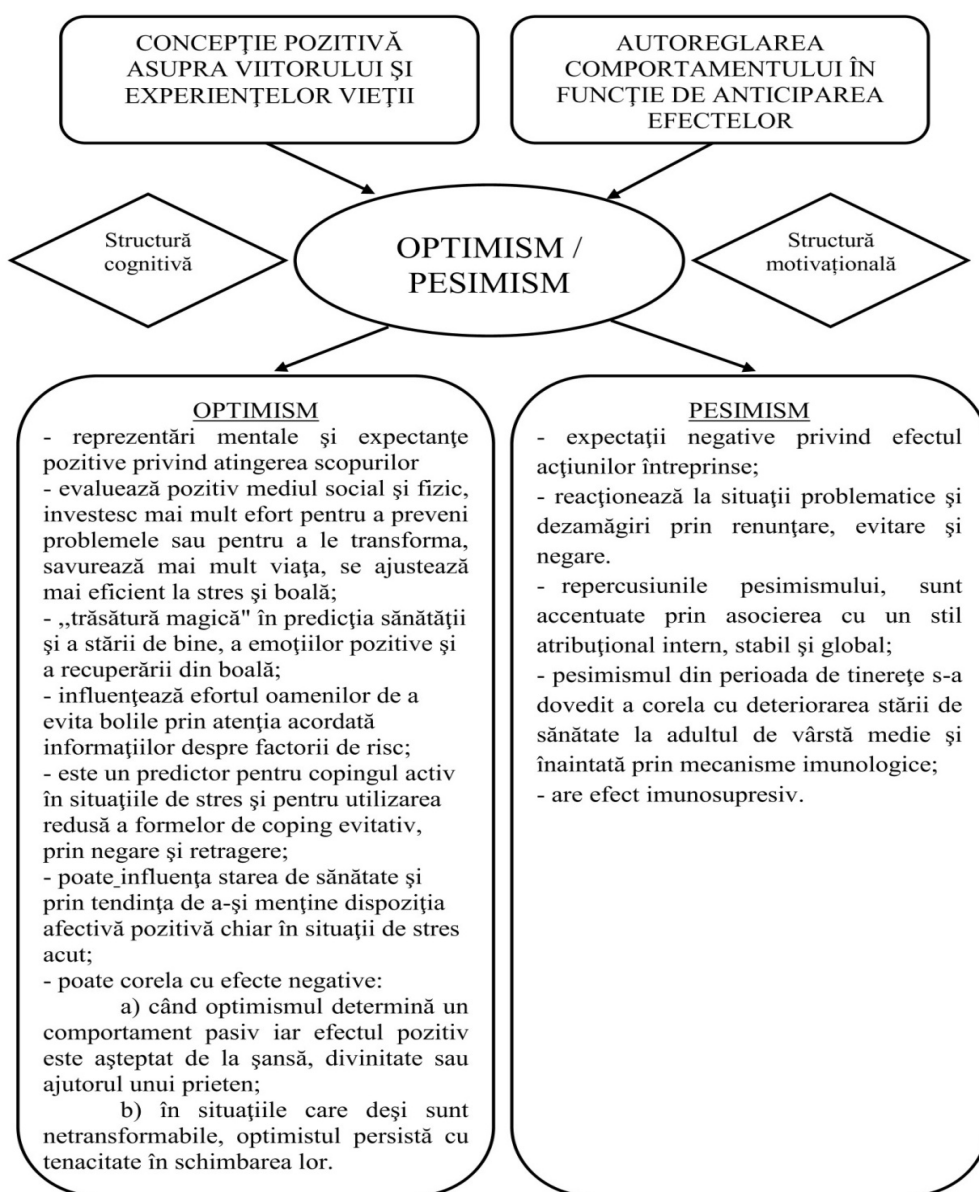 CONCEPŢIE POZITIVĂ
ASUPRA VIITORULUI ŞI
EXPERIENŢELOR VIEŢII
AUTOREGLAREA
COMPORTAMENTULUI ÎN
FUNCŢIE DE ANTICIPAREA
EFECTELOR
Structură
cognitivă
OPTIMISM /
PESIMISM
Structură
motivațională
OPTIMISM
- reprezentări mentale şi expectanţe
pozitive privind atingerea scopurilor
- evaluează pozitiv mediul social şi fizic,
investesc mai mult efort pentru a preveni
problemele sau pentru a le transforma,
savurează mai mult viaţa, se ajustează
mai eficient la stres şi boală;
- ,,trăsătură magică" în predicţia sănătăţii
şi a stării de bine, a emoţiilor pozitive şi
a recuperării din boală;
- influenţează efortul oamenilor de a
evita bolile prin atenţia acordată
informaţiilor despre factorii de risc;
- este un predictor pentru copingul activ
în situaţiile de stres şi pentru utilizarea
redusă a formelor de coping evitativ,
prin negare şi retragere;
- poate influenţa starea de sănătate şi
prin tendinţa de a-şi menţine dispoziţia
afectivă pozitivă chiar în situaţii de stres
acut;
- poate corela cu efecte negative:
a) când optimismul determină un
comportament pasiv iar efectul pozitiv
este aşteptat de la şansă, divinitate sau
ajutorul unui prieten;
b) în situaţiile care deşi sunt
netransformabile, optimistul persistă cu
tenacitate în schimbarea lor.
PESIMISM
- expectaţii negative privind efectul
acţiunilor întreprinse;
- reacţionează la situaţii problematice şi
dezamăgiri prin renunţare, evitare şi
negare.
- repercusiunile pesimismului, sunt
accentuate prin asocierea cu un stil
atribuţional intern, stabil şi global;
- pesimismul din perioada de tinereţe s-a
dovedit a corela cu deteriorarea stării de
sănătate la adultul de vârstă medie şi
înaintată prin mecanisme imunologice;
- are efect imunosupresiv.